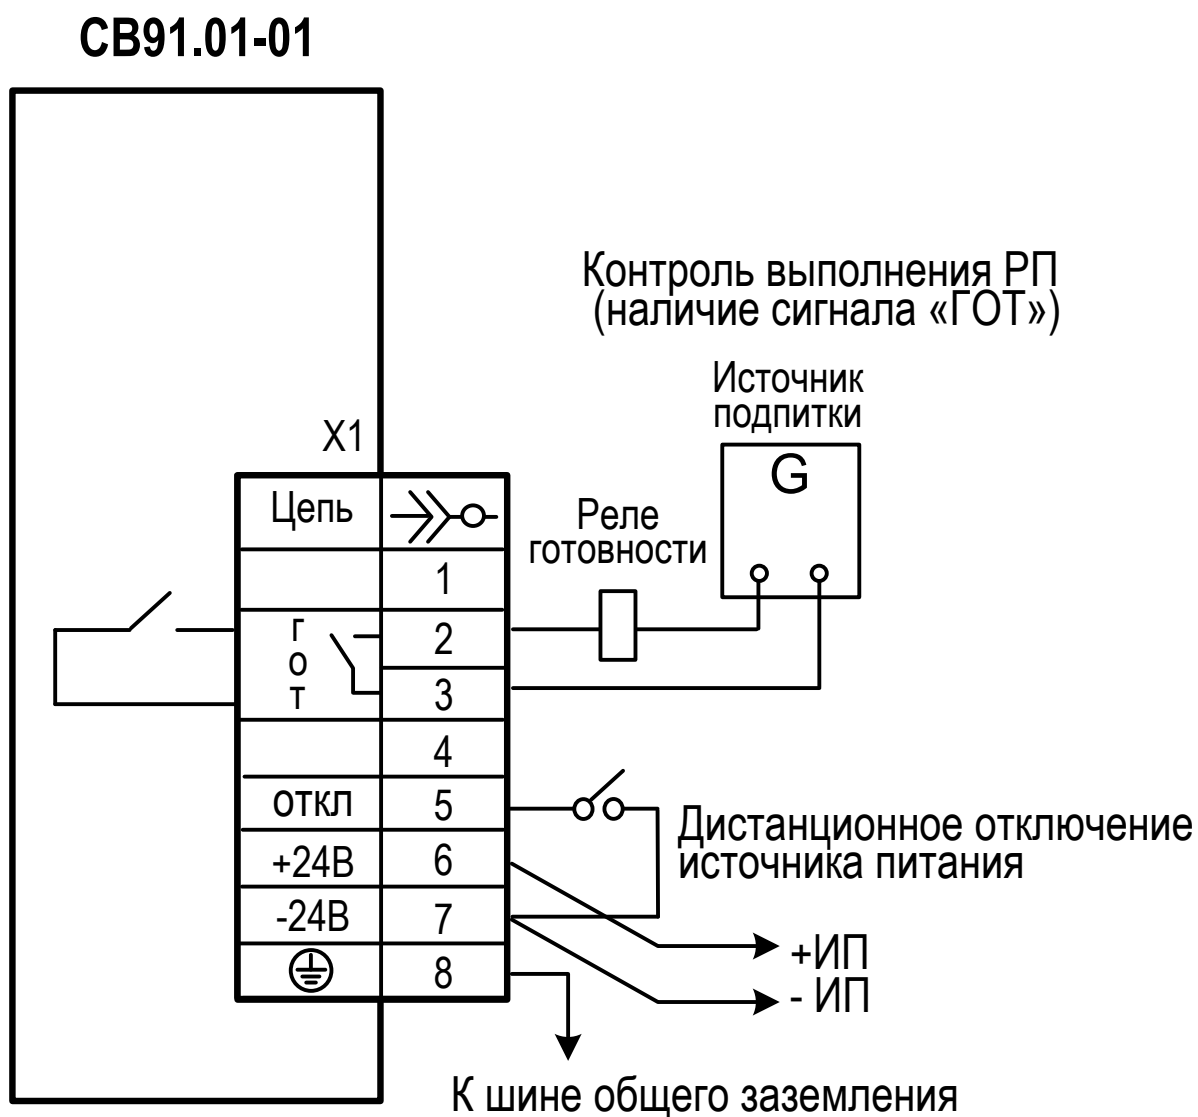 СВ91.01-01
Контроль выполнения РП
(наличие сигнала «ГОТ»)
Источник
подпитки
G
Реле
готовности
X1
Цепь
1
гот
2
3
4
откл
5
+24В
6
-24В
7
8
Дистанционное отключение
источника питания
+ИП
- ИП
К шине общего заземления